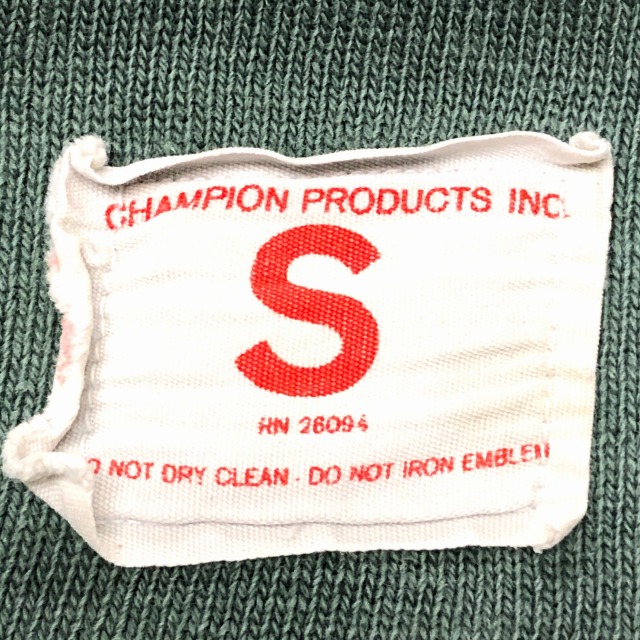 CHAMPION PRODUCTS INC.
S
RN 26094
O NOT DRY CLEAN · DO NOT IRON EMBLEM